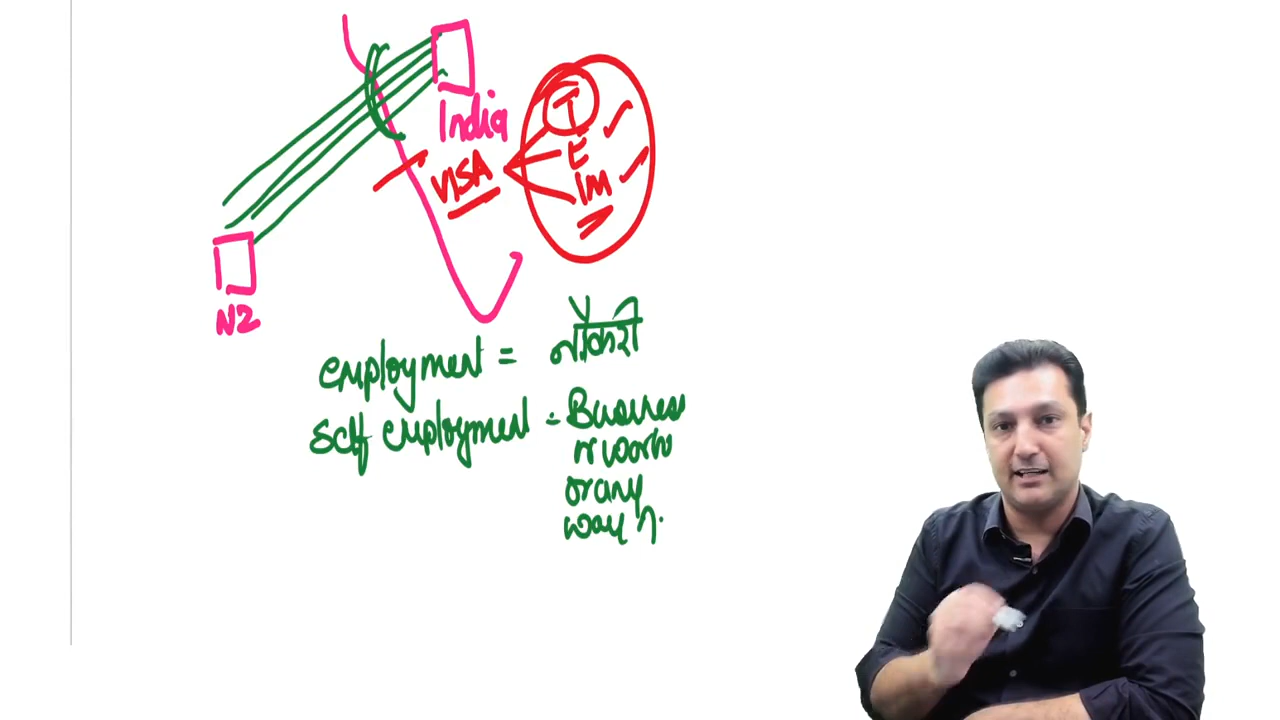 India
T
E
VISA
IM
NZ
employment = नौकरी
self employment = Business
or work
or any
way